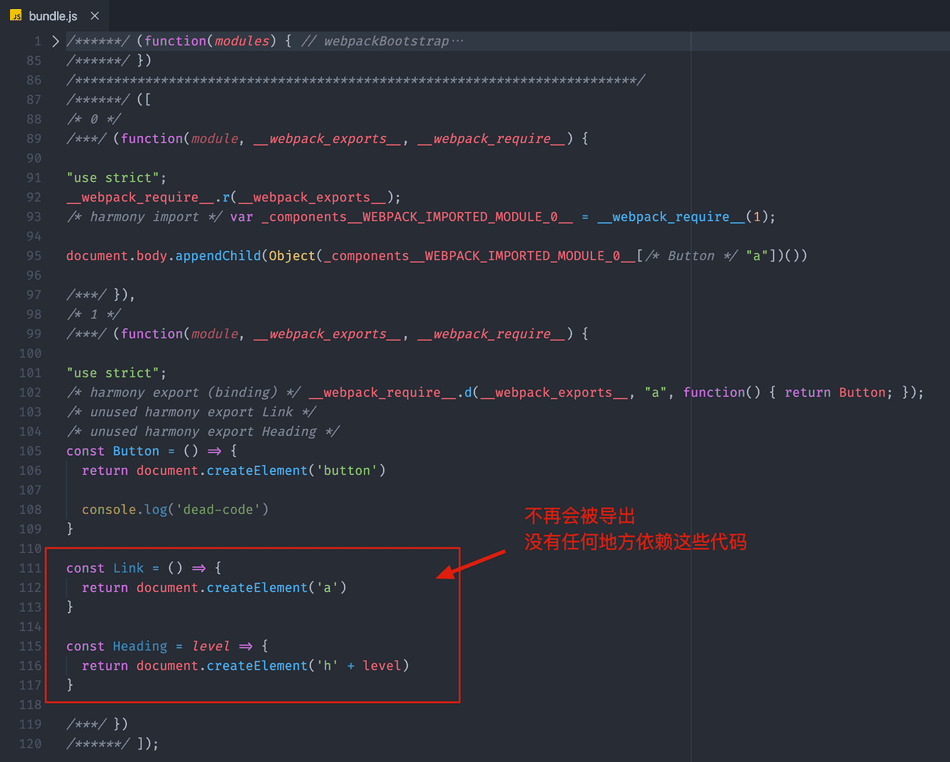 JS bundle.js ×
1 > /******/ (function(modules) { // webpackBootstrap···
85 /******/ })
86 /************************************************************************/
87 /******/ ([
88 /* 0 */
89 /***/ (function(module, __webpack_exports__, __webpack_require__) {
90
91 "use strict";
92 __webpack_require__.r(__webpack_exports__);
93 /* harmony import */ var _components__WEBPACK_IMPORTED_MODULE_0__ = __webpack_require__(1);
94
95 document.body.appendChild(Object(_components__WEBPACK_IMPORTED_MODULE_0__[/* Button */ "a"])())
96
97 /***/ }),
98 /* 1 */
99 /***/ (function(module, __webpack_exports__, __webpack_require__) {
100
101 "use strict";
102 /* harmony export (binding) */ __webpack_require__.d(__webpack_exports__, "a", function() { return Button; });
103 /* unused harmony export Link */
104 /* unused harmony export Heading */
105 const Button = () => {
106 return document.createElement('button')
107
108 console.log('dead-code')
109 }
不再会被导出
没有任何地方依赖这些代码
110
111 const Link = () => {
112 return document.createElement('a')
113 }
114
115 const Heading = level => {
116 return document.createElement('h' + level)
117 }
118
119 /***/ })
120 /******/ ]);